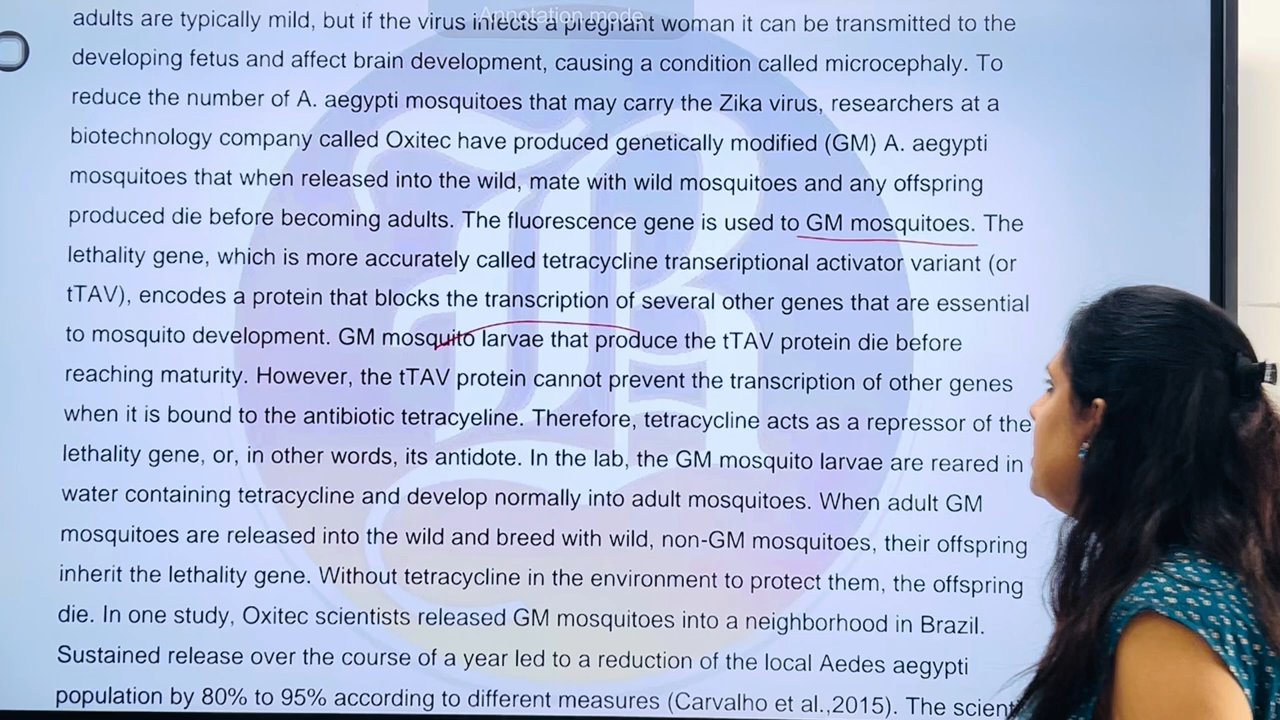 Annotation mode
adults are typically mild, but if the virus infects a pregnant woman it can be transmitted to the
developing fetus and affect brain development, causing a condition called microcephaly. To
reduce the number of A. aegypti mosquitoes that may carry the Zika virus, researchers at a
biotechnology company called Oxitec have produced genetically modified (GM) A. aegypti
mosquitoes that when released into the wild, mate with wild mosquitoes and any offspring
produced die before becoming adults. The fluorescence gene is used to GM mosquitoes. The
lethality gene, which is more accurately called tetracycline transeriptional activator variant (or
tTAV), encodes a protein that blocks the transcription of several other genes that are essential
to mosquito development. GM mosquito larvae that produce the tTAV protein die before
reaching maturity. However, the tTAV protein cannot prevent the transcription of other genes
when it is bound to the antibiotic tetracyeline. Therefore, tetracycline acts as a repressor of the
lethality gene, or, in other words, its antidote. In the lab, the GM mosquito larvae are reared in
water containing tetracycline and develop normally into adult mosquitoes. When adult GM
mosquitoes are released into the wild and breed with wild, non-GM mosquitoes, their offspring
inherit the lethality gene. Without tetracycline in the environment to protect them, the offspring
die. In one study, Oxitec scientists released GM mosquitoes into a neighborhood in Brazil.
Sustained release over the course of a year led to a reduction of the local Aedes aegypti
population by 80% to 95% according to different measures (Carvalho et al.,2015). The scient